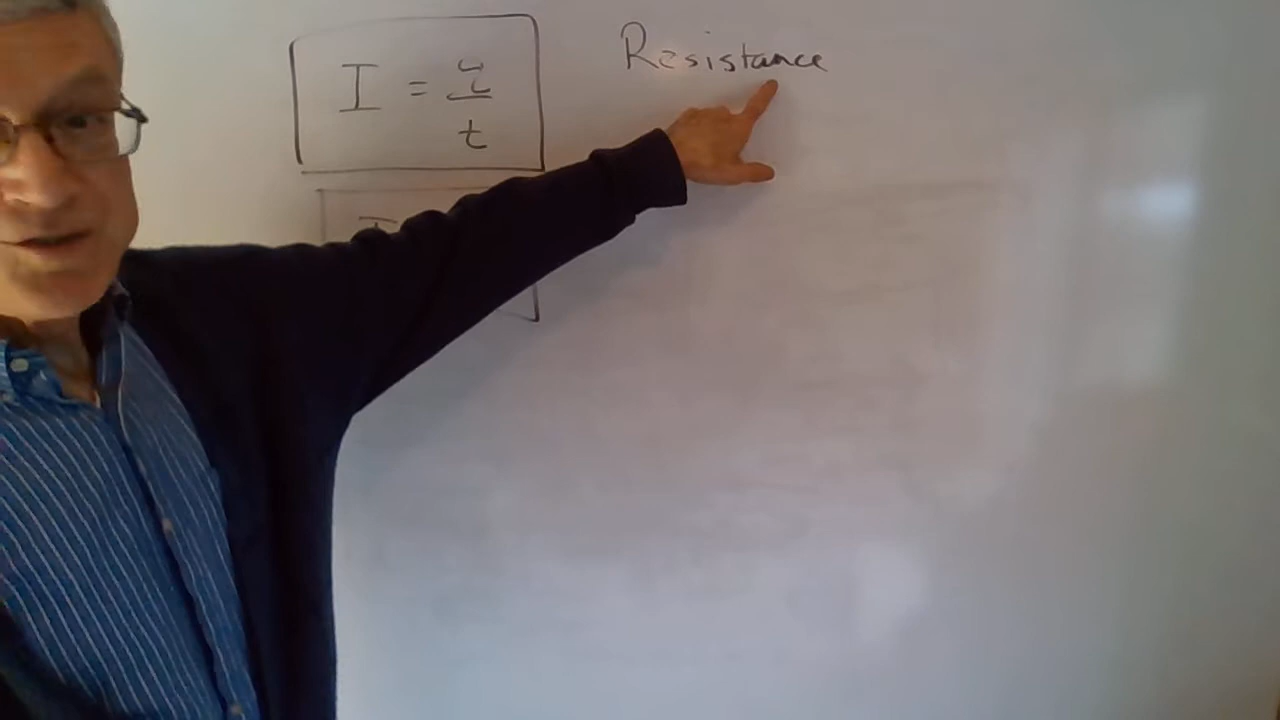 I = q/t
Resistance